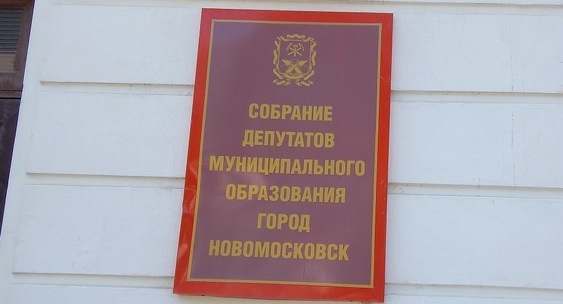 СОБРАНИЕ
ДЕПУТАТОВ
МУНИЦИПАЛЬНОГО
ОБРАЗОВАНИЯ
ГОРОД
НОВОМОСКОВСК